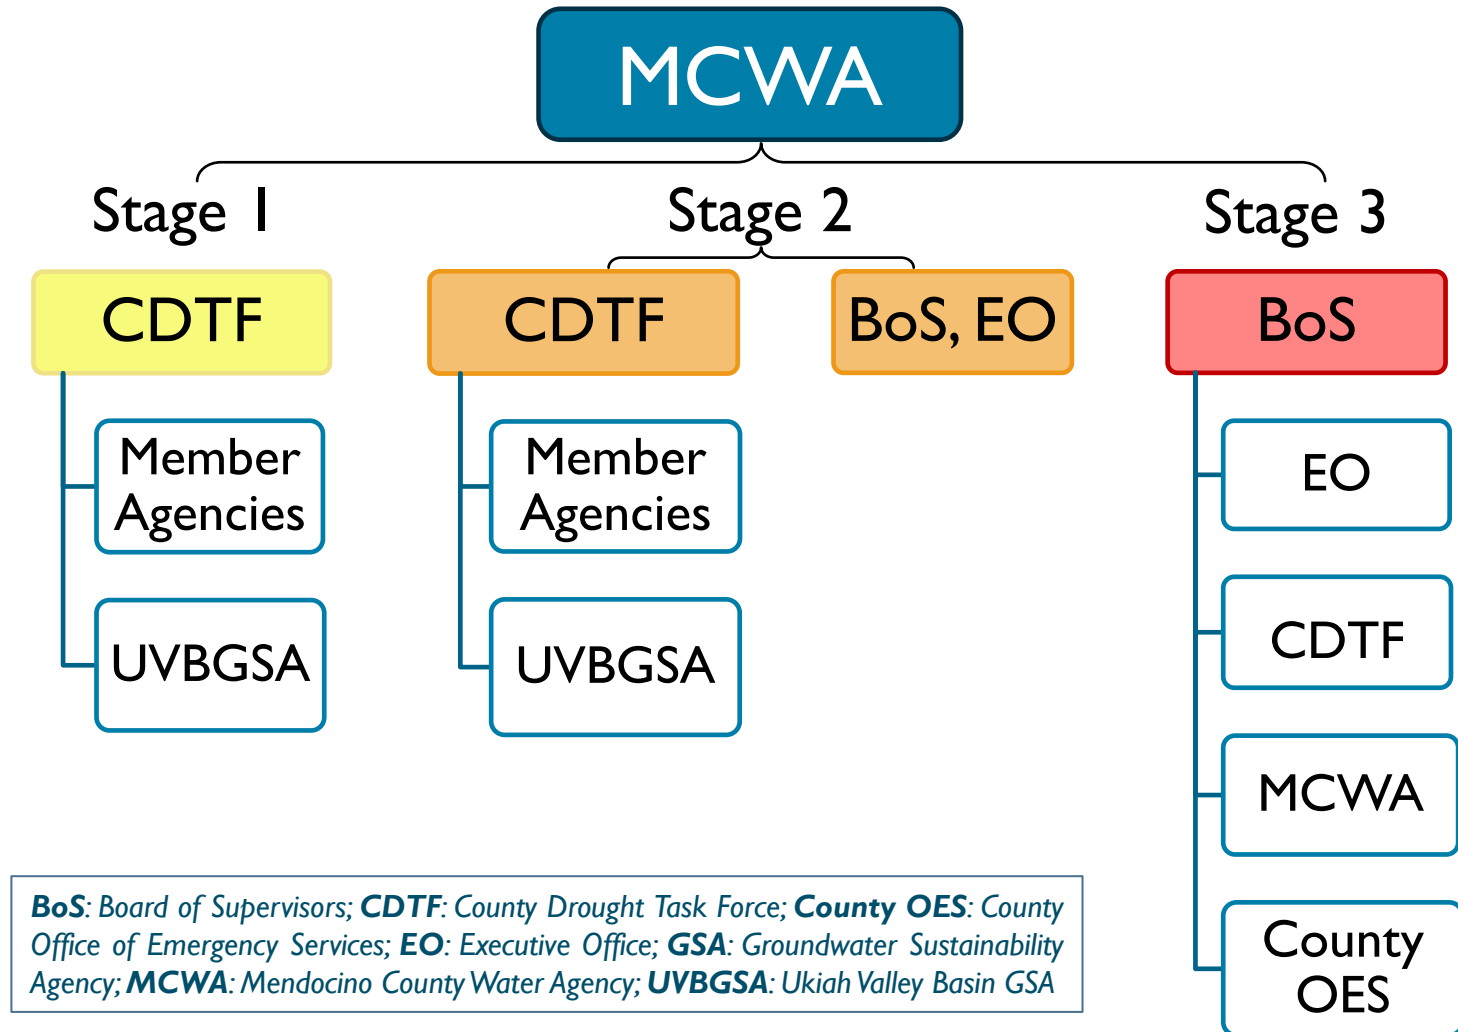 MCWA
Stage 1
Stage 2
Stage 3
CDTF
CDTF
BoS, EO
BoS
Member
Agencies
Member
Agencies
EO
UVBGSA
UVBGSA
CDTF
MCWA
County
OES
BoS: Board of Supervisors; CDTF: County Drought Task Force; County OES: County
Office of Emergency Services; EO: Executive Office; GSA: Groundwater Sustainability
Agency; MCWA: Mendocino County Water Agency; UVBGSA: Ukiah Valley Basin GSA